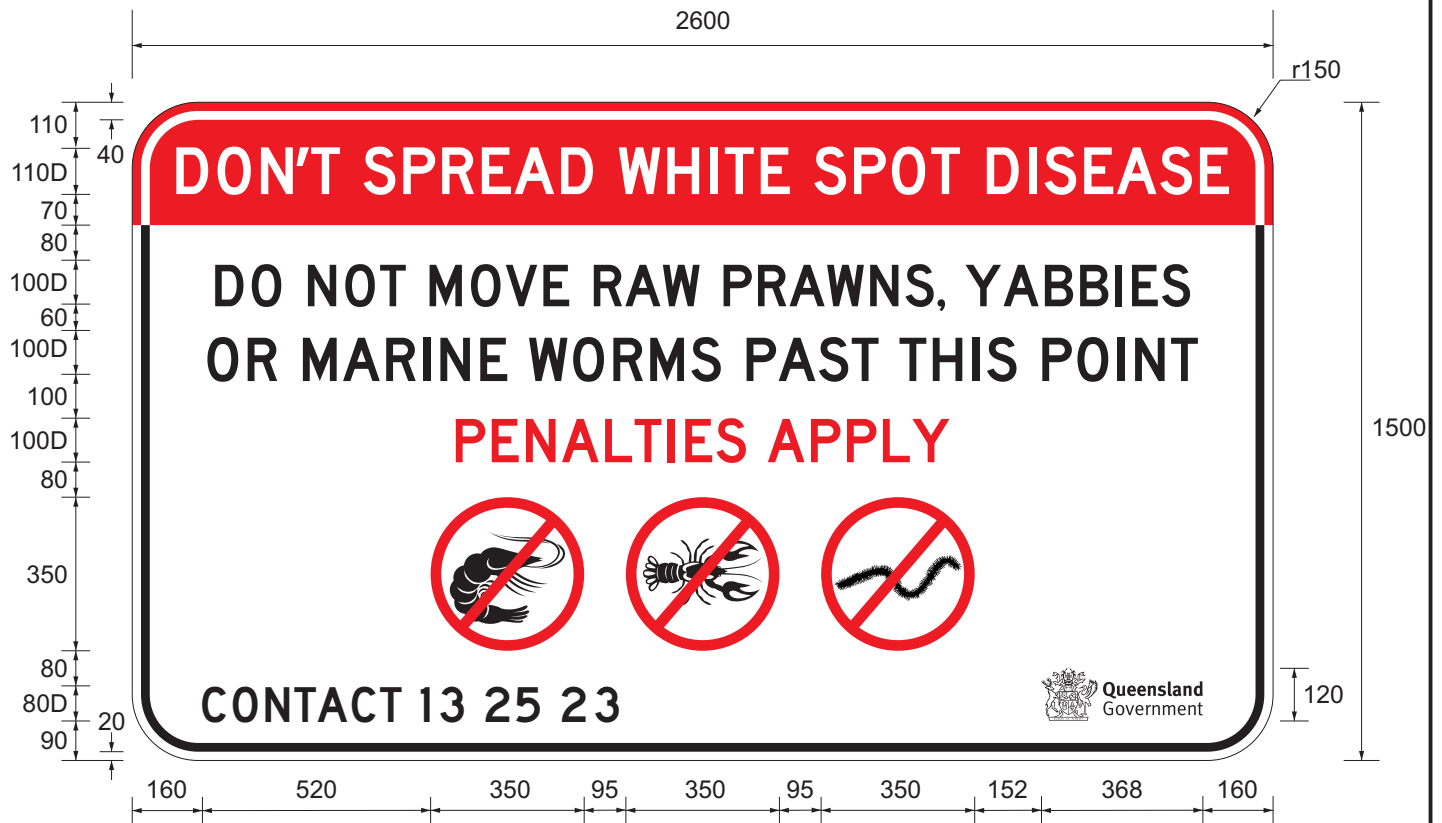 2600
r150
110
40
110D
70
80
100D
60
100D
100
100D
80
350
80
80D
20
90
DON'T SPREAD WHITE SPOT DISEASE
DO NOT MOVE RAW PRAWNS, YABBIES
OR MARINE WORMS PAST THIS POINT
PENALTIES APPLY
CONTACT 13 25 23
Queensland
Government
1500
120
160 520 350 95 350 95 350 152 368 160